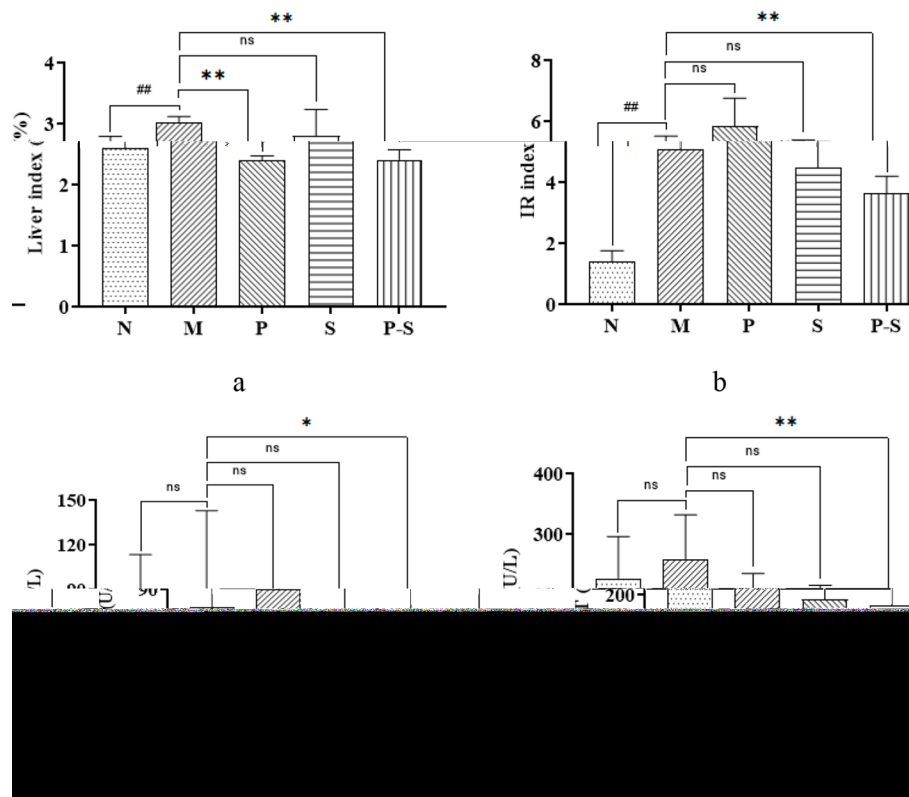 **
ns
**
##
4
3
2
1
0
Liver index (%)
N M P S P-S
a
**
ns
ns
##
8
6
4
2
0
IR index
N M P S P-S
b
*
ns
ns
ns
150
120
90
**
ns
ns
ns
400
300
200
U/L)